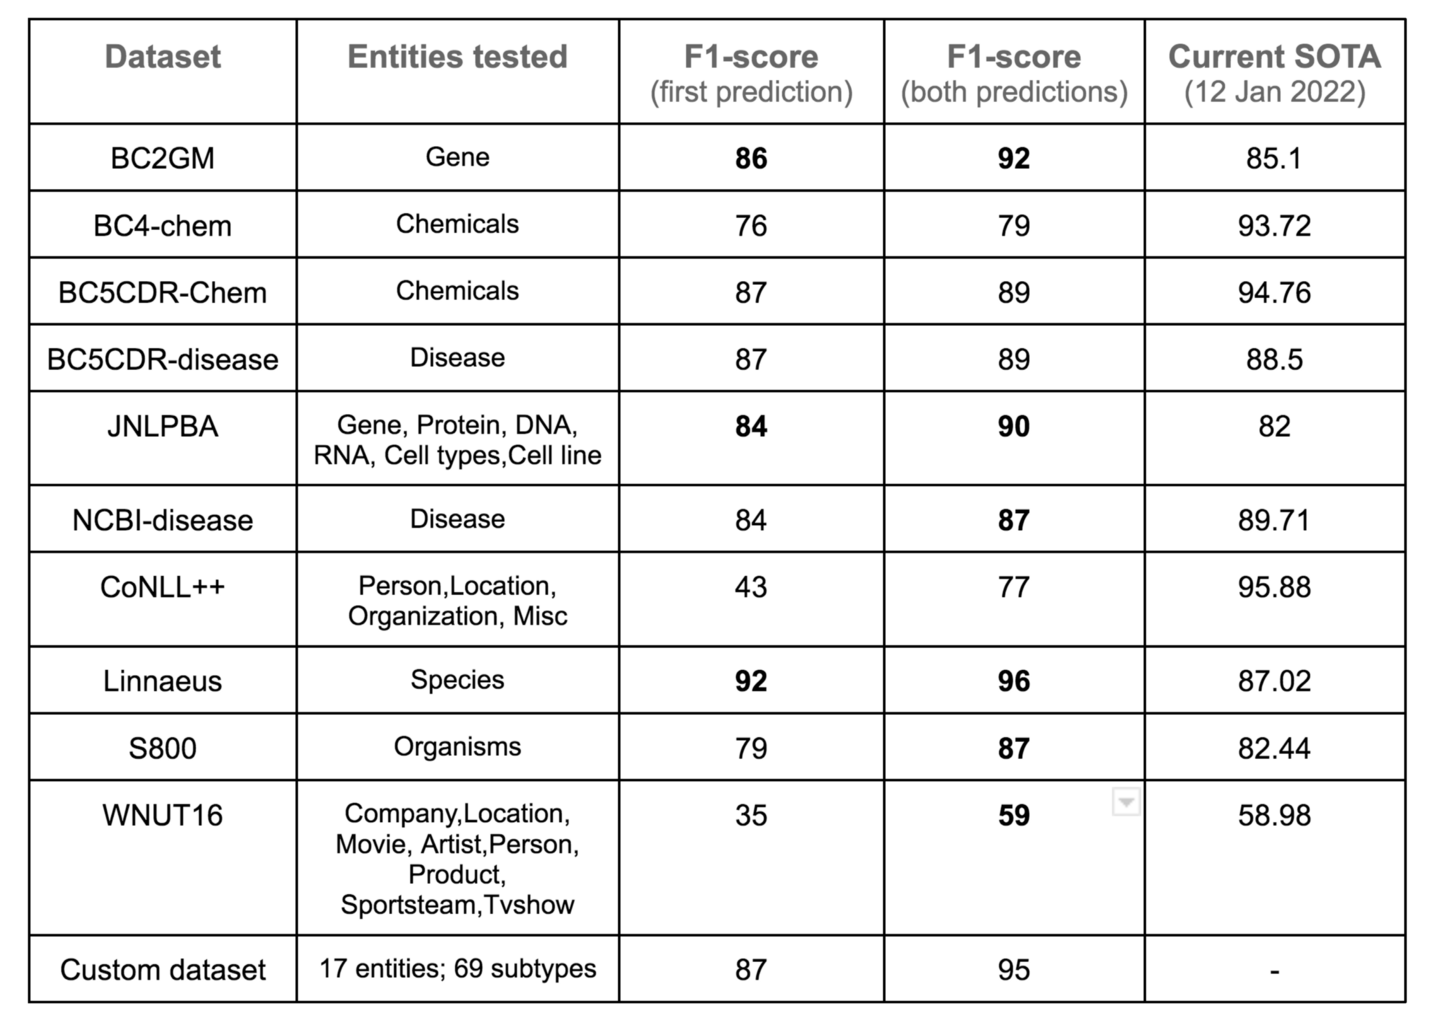 Dataset Entities tested F1-score F1-score Current SOTA
(first prediction) (both predictions) (12 Jan 2022)
BC2GM Gene 86 92 85.1
BC4-chem Chemicals 76 79 93.72
BC5CDR-Chem Chemicals 87 89 94.76
BC5CDR-disease Disease 87 89 88.5
JNLPBA Gene, Protein, DNA, 84 90 82
RNA, Cell types,Cell line
NCBI-disease Disease 84 87 89.71
CoNLL++ Person,Location, 43 77 95.88
Organization, Misc
Linnaeus Species 92 96 87.02
S800 Organisms 79 87 82.44
WNUT16 Company,Location, 35 59 58.98
Movie, Artist,Person,
Product,
Sportsteam,Tvshow
Custom dataset 17 entities; 69 subtypes 87 95 -